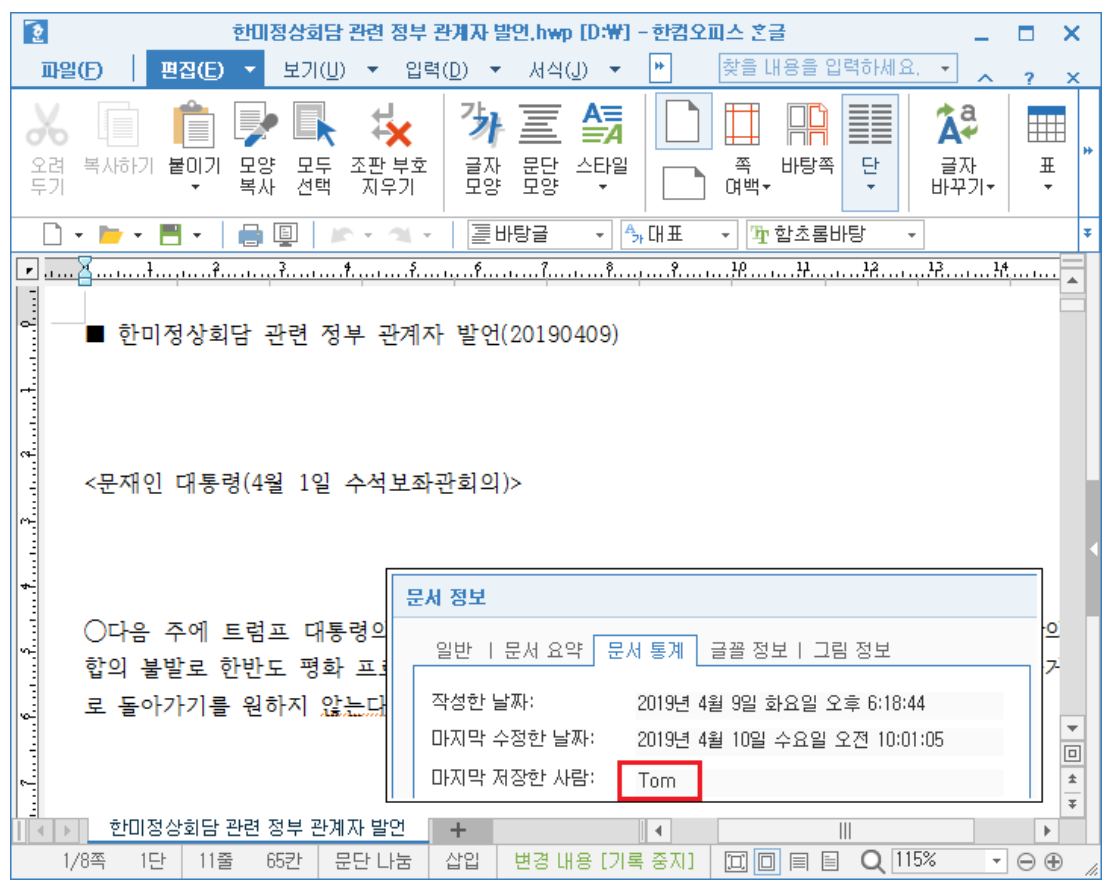 한미정상회담 관련 정부 관계자 발언.hwp [D:₩] - 한컴오피스 흔글
파일(F) 편집(E) 보기(U) 입력(D) 서식(J) 찾을 내용을 입력하세요.
오려 두기 복사하기 붙이기 모양 복사 모두 선택 조판 부호 지우기 글자 모양 문단 모양 스타일 쪽 여백 바탕쪽 단 글자 바꾸기 표
바탕글 대표 함초롬바탕
1 2 3 4 5 6 7 8 9 10 11 12 13 14
■ 한미정상회담 관련 정부 관계자 발언(20190409)
<문재인 대통령(4월 1일 수석보좌관회의)>
○다음 주에 트럼프 대통령의
합의 불발로 한반도 평화 프
로 돌아가기를 원하지 않는다
문서 정보
일반 | 문서 요약 문서 통계 글꼴 정보 | 그림 정보
작성한 날짜: 2019년 4월 9일 화요일 오후 6:18:44
마지막 수정한 날짜: 2019년 4월 10일 수요일 오전 10:01:05
마지막 저장한 사람: Tom
한미정상회담 관련 정부 관계자 발언
1/8쪽 1단 11줄 65칸 문단 나눔 삽입 변경 내용 [기록 중지] 115%